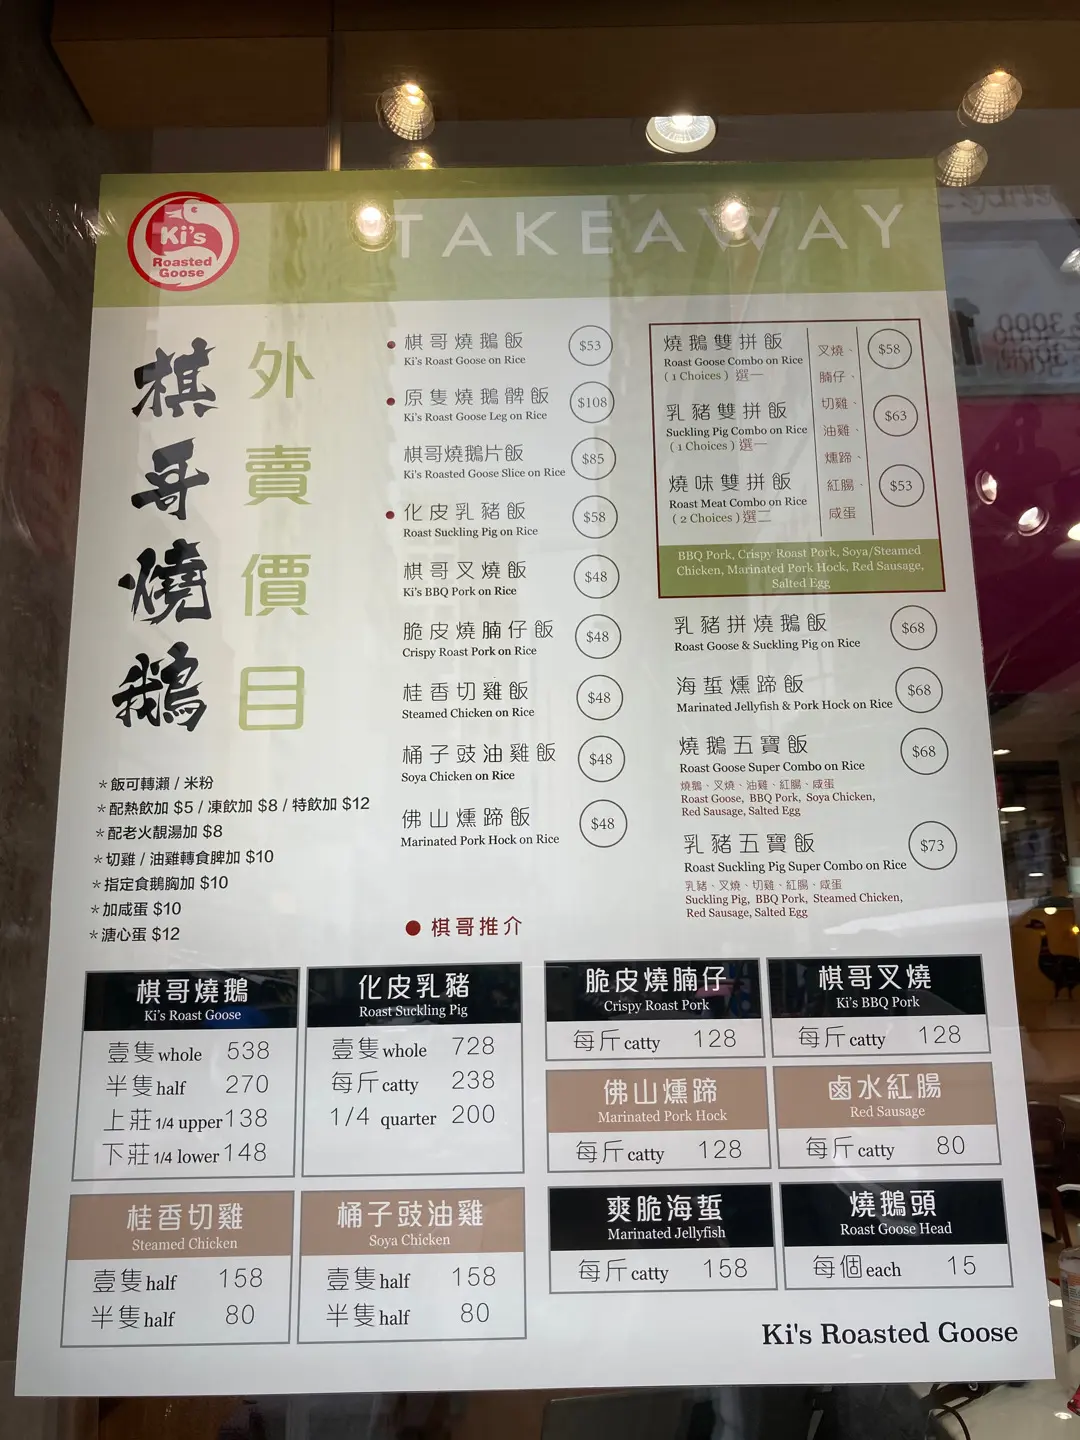 Ki's
Roasted
Goose
TAKEAWAY
棋哥燒鵝
外賣價目
*飯可轉瀨 / 米粉
*配熱飲加 $5 / 凍飲加 $8 / 特飲加 $12
*配老火靚湯加 $8
*切雞 / 油雞轉食脾加 $10
*指定食鵝胸加 $10
*加咸蛋 $10
*溏心蛋 $12
棋哥燒鵝飯 $53
Ki's Roast Goose on Rice
原隻燒鵝髀飯 $108
Ki's Roast Goose Leg on Rice
棋哥燒鵝片飯 $85
Ki's Roasted Goose Slice on Rice
化皮乳豬飯 $58
Roast Suckling Pig on Rice
棋哥叉燒飯 $48
Ki's BBQ Pork on Rice
脆皮燒腩仔飯 $48
Crispy Roast Pork on Rice
桂香切雞飯 $48
Steamed Chicken on Rice
桶子豉油雞飯 $48
Soya Chicken on Rice
佛山燻蹄飯 $48
Marinated Pork Hock on Rice
● 棋哥推介
燒鵝雙拼飯 $58
Roast Goose Combo on Rice
( 1 Choices ) 選一
乳豬雙拼飯 $63
Suckling Pig Combo on Rice
( 1 Choices ) 選一
燒味雙拼飯 $53
Roast Meat Combo on Rice
( 2 Choices ) 選二
叉燒、
腩仔、
切雞、
油雞、
燻蹄、
紅腸、
咸蛋
BBQ Pork, Crispy Roast Pork, Soya/Steamed
Chicken, Marinated Pork Hock, Red Sausage,
Salted Egg
乳豬拼燒鵝飯 $68
Roast Goose & Suckling Pig on Rice
海蜇燻蹄飯 $68
Marinated Jellyfish & Pork Hock on Rice
燒鵝五寶飯 $68
Roast Goose Super Combo on Rice
燒鵝、叉燒、油雞、紅腸、咸蛋
Roast Goose, BBQ Pork, Soya Chicken,
Red Sausage, Salted Egg
乳豬五寶飯 $73
Roast Suckling Pig Super Combo on Rice
乳豬、叉燒、切雞、紅腸、咸蛋
Suckling Pig, BBQ Pork, Steamed Chicken,
Red Sausage, Salted Egg
棋哥燒鵝
Ki's Roast Goose
壹隻 whole 538
半隻 half 270
上莊 1/4 upper 138
下莊 1/4 lower 148
化皮乳豬
Roast Suckling Pig
壹隻 whole 728
每斤 catty 238
1/4 quarter 200
脆皮燒腩仔
Crispy Roast Pork
每斤 catty 128
棋哥叉燒
Ki's BBQ Pork
每斤 catty 128
佛山燻蹄
Marinated Pork Hock
每斤 catty 128
鹵水紅腸
Red Sausage
每斤 catty 80
桂香切雞
Steamed Chicken
壹隻 half 158
半隻 half 80
桶子豉油雞
Soya Chicken
壹隻 half 158
半隻 half 80
爽脆海蜇
Marinated Jellyfish
每斤 catty 158
燒鵝頭
Roast Goose Head
每個 each 15
Ki's Roasted Goose